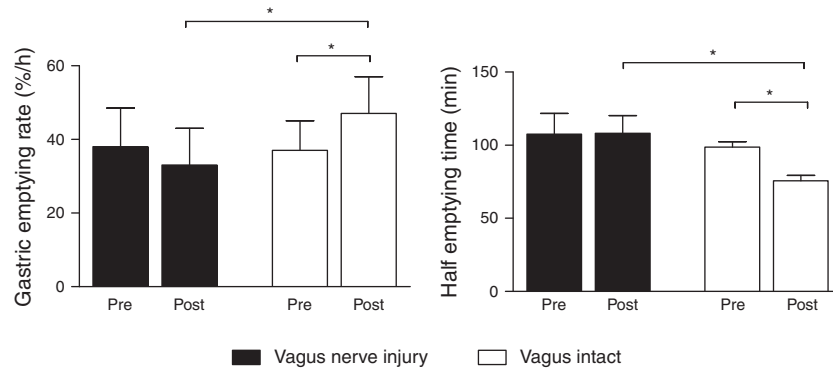 *
*
Gastric emptying rate (%/h)
60
40
20
0
Pre
Post
Pre
Post
*
*
Half emptying time (min)
150
100
50
0
Pre
Post
Pre
Post
Vagus nerve injury
Vagus intact